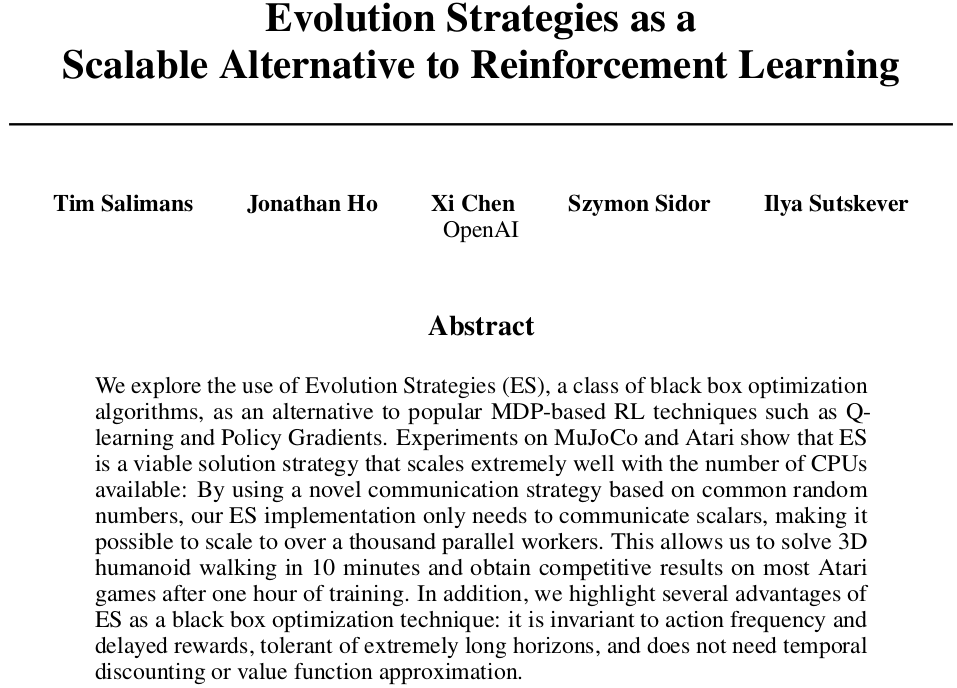 Evolution Strategies as a
Scalable Alternative to Reinforcement Learning
Tim Salimans Jonathan Ho Xi Chen Szymon Sidor Ilya Sutskever
OpenAI
Abstract
We explore the use of Evolution Strategies (ES), a class of black box optimization
algorithms, as an alternative to popular MDP-based RL techniques such as Q-
learning and Policy Gradients. Experiments on MuJoCo and Atari show that ES
is a viable solution strategy that scales extremely well with the number of CPUs
available: By using a novel communication strategy based on common random
numbers, our ES implementation only needs to communicate scalars, making it
possible to scale to over a thousand parallel workers. This allows us to solve 3D
humanoid walking in 10 minutes and obtain competitive results on most Atari
games after one hour of training. In addition, we highlight several advantages of
ES as a black box optimization technique: it is invariant to action frequency and
delayed rewards, tolerant of extremely long horizons, and does not need temporal
discounting or value function approximation.